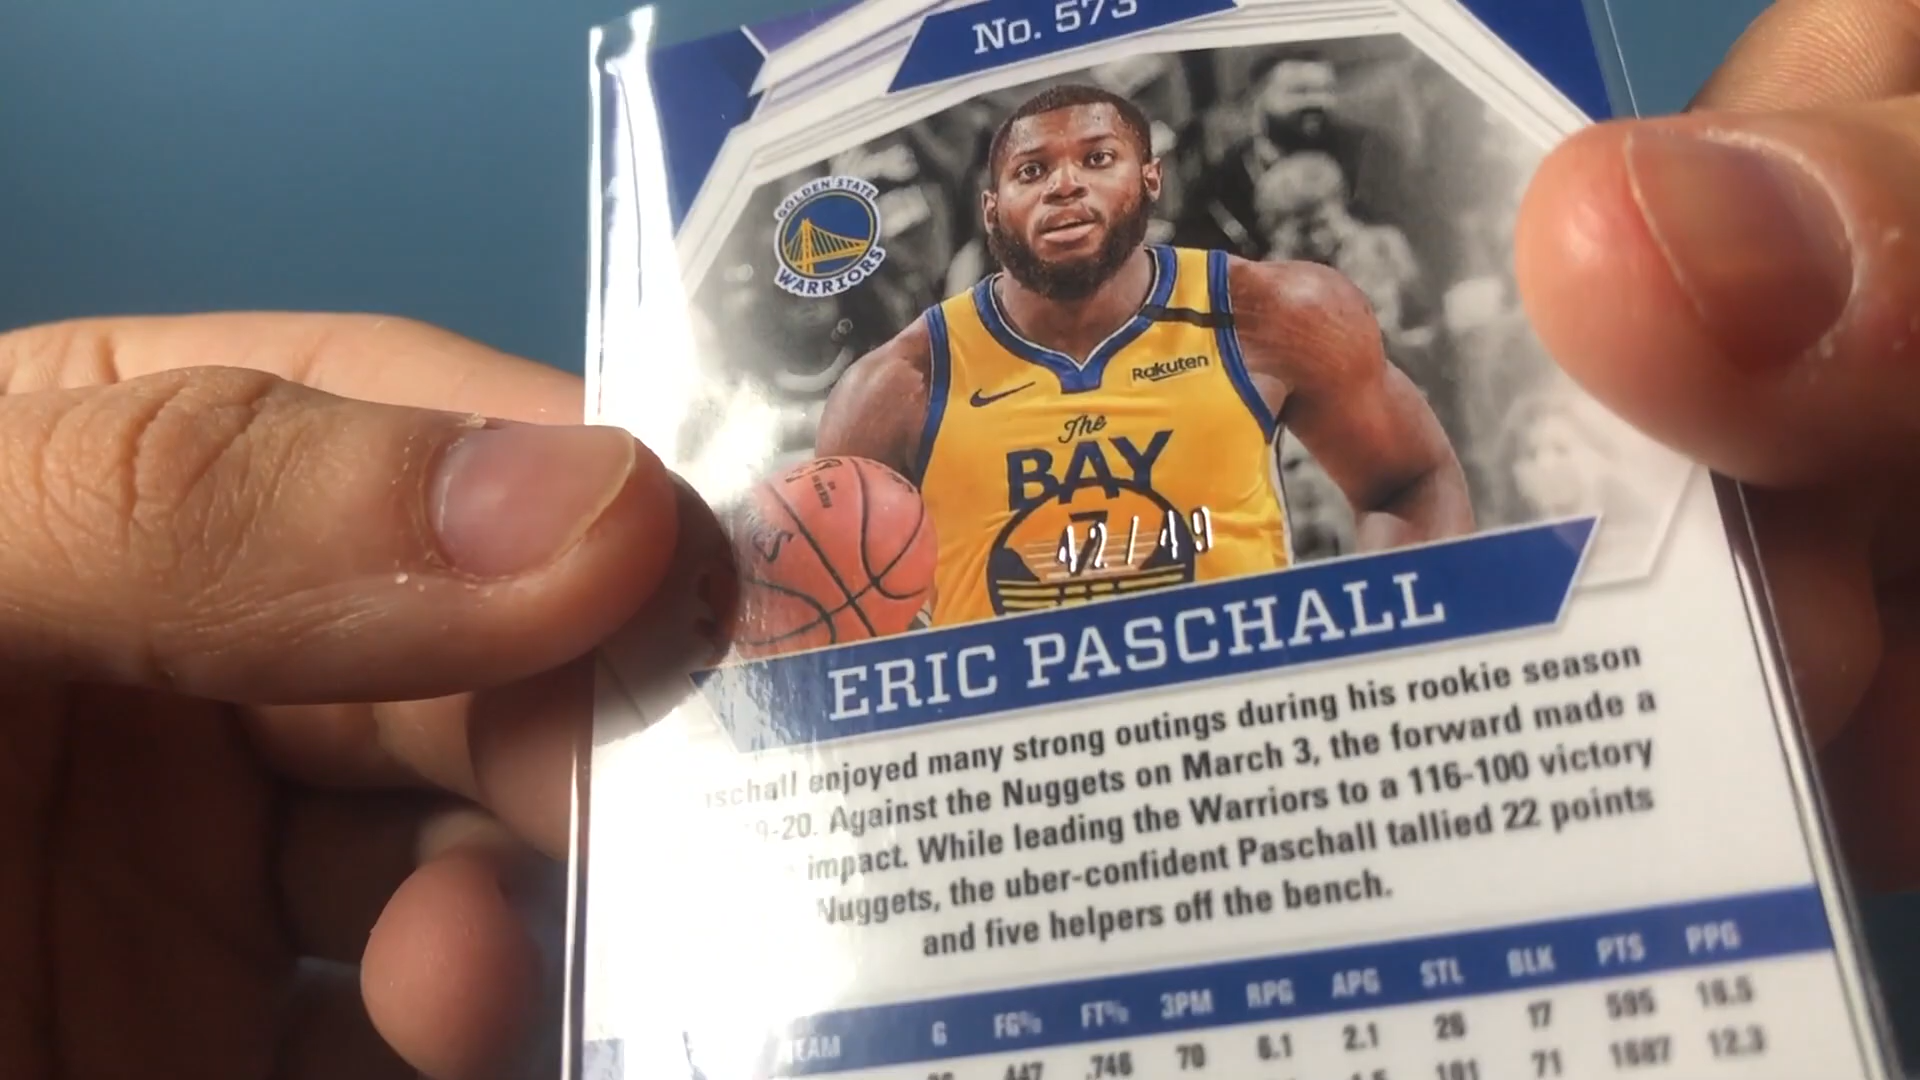 No. 573
GOLDEN STATE
WARRIORS
Rakuten
The
BAY
42/49
ERIC PASCHALL
enjoyed many strong outings during his rookie season
9-20. Against the Nuggets on March 3, the forward made a
impact. While leading the Warriors to a 116-100 victory
Nuggets, the uber-confident Paschall tallied 22 points
and five helpers off the bench.
TEAM G FG% FT% 3PM RPG APG STL BLK PTS PPG
.447 .746 70 6.1 2.1 26 17 595 16.5
101 71 1687 12.3